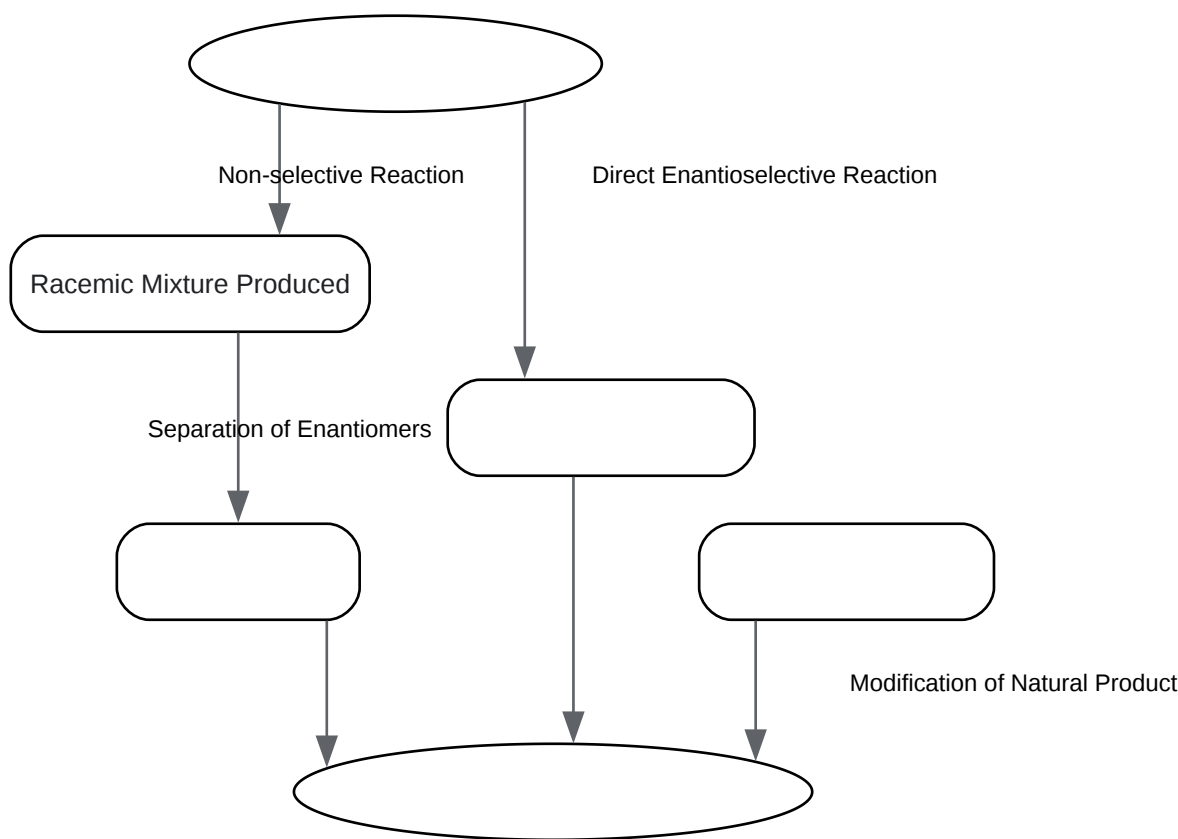 Non-selective Reaction
Direct Enantioselective Reaction
Racemic Mixture Produced
Separation of Enantiomers
Modification of Natural Product